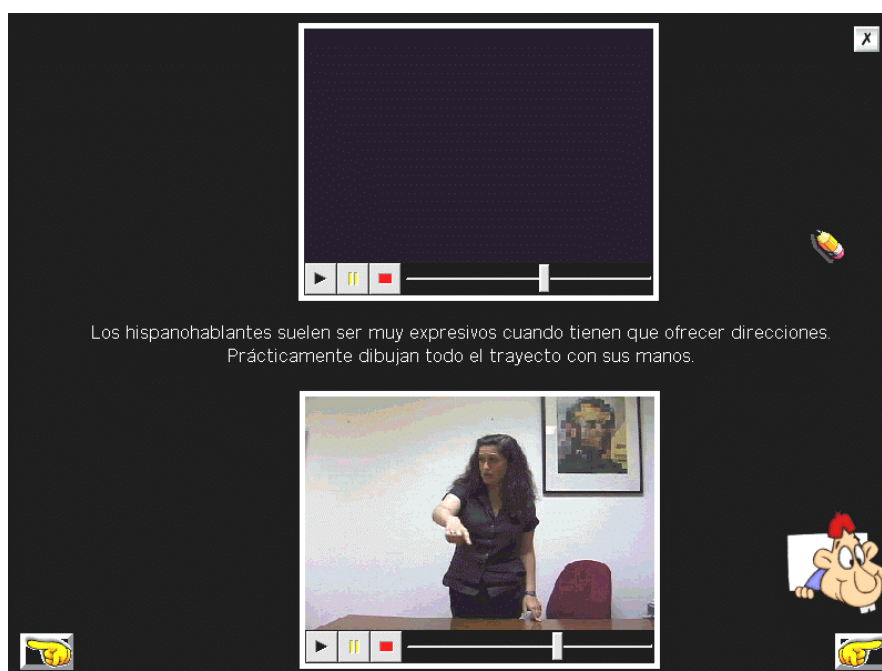 Los hispanohablantes suelen ser muy expresivos cuando tienen que ofrecer direcciones.
Prácticamente dibujan todo el trayecto con sus manos.